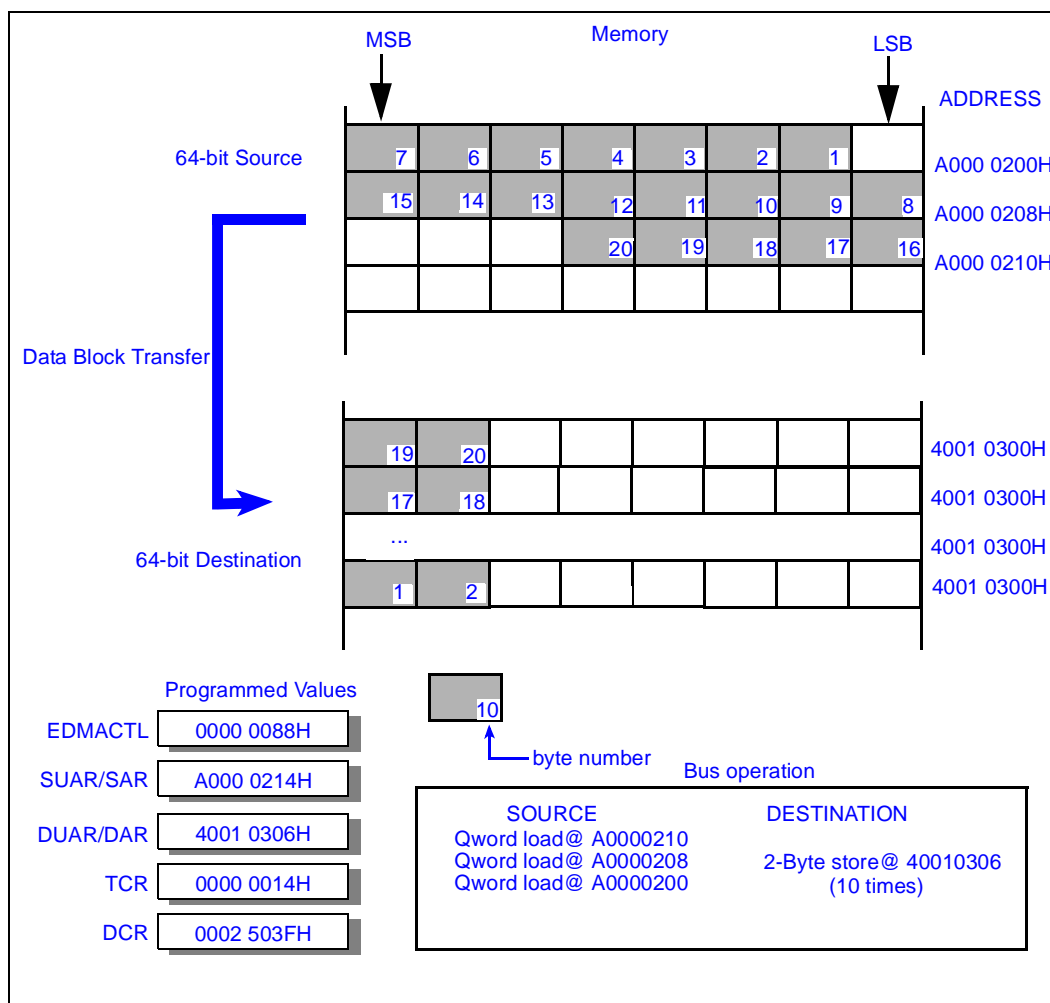 MSB Memory LSB
ADDRESS
64-bit Source 7 6 5 4 3 2 1 A000 0200H
15 14 13 12 11 10 9 8 A000 0208H
20 19 18 17 16 A000 0210H
Data Block Transfer
19 20 4001 0300H
17 18 4001 0300H
64-bit Destination ... 4001 0300H
1 2 4001 0300H
Programmed Values
EDMACTL 0000 0088H
SUAR/SAR A000 0214H
DUAR/DAR 4001 0306H
TCR 0000 0014H
DCR 0002 503FH
10
byte number
Bus operation
SOURCE DESTINATION
Qword load@ A0000210
Qword load@ A0000208 2-Byte store@ 40010306
Qword load@ A0000200 (10 times)